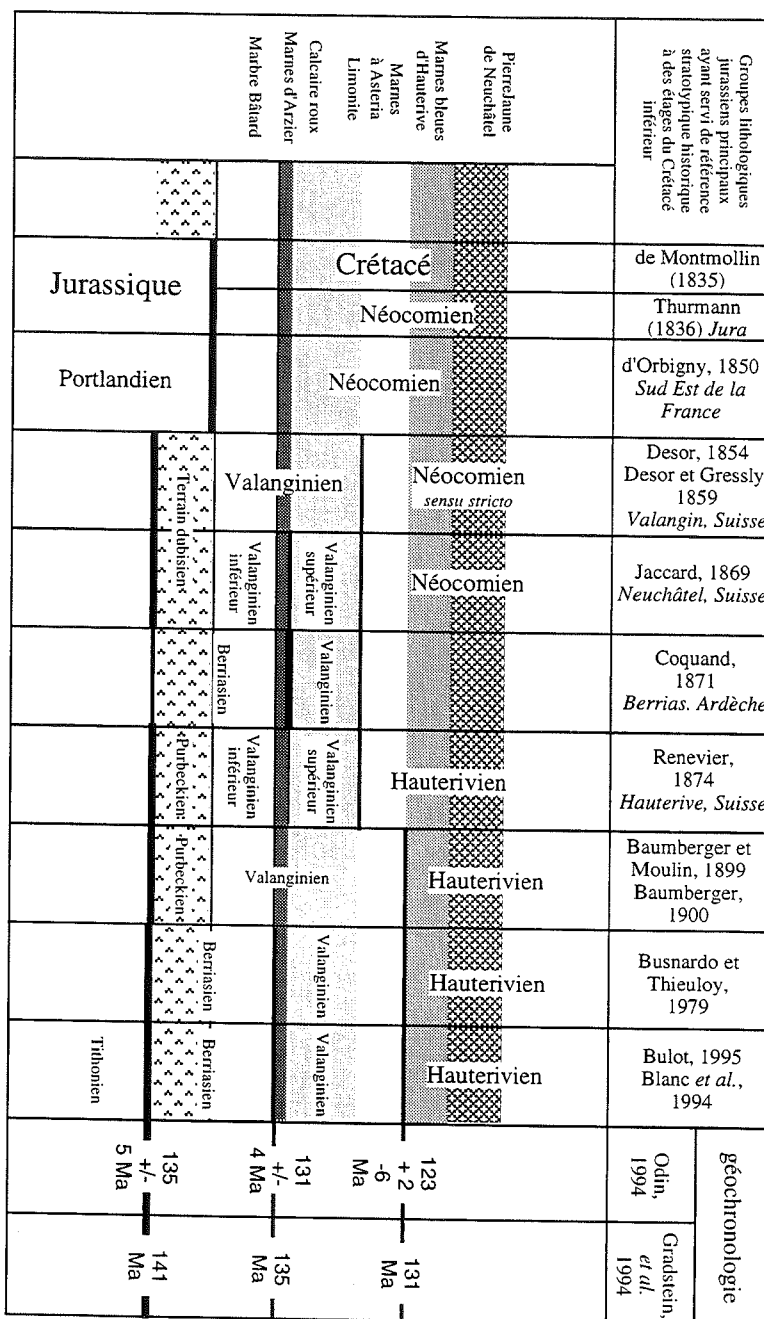 Groupes lithologiques
jurassiens principaux
ayant servi de référence
stratotypique historique
à des étages du Crétacé
inférieur
PierreJaune
de Neuchâtel
Marnes bleues
d'Hauterive
Marnes
à Asteria
Limonite
Calcaire roux
Marnes d'Arzier
Marbre Bâtard
de Montmollin
(1835)
Crétacé
Jurassique
Thurmann
(1836) Jura
Néocomien
d'Orbigny, 1850
Sud Est de la
France
Néocomien
Portlandien
Desor, 1854
Desor et Gressly
1859
Valangin, Suisse
Néocomien
sensu stricto
Valanginien
Terrain dubisien
Jaccard, 1869
Neuchâtel, Suisse
Néocomien
Valanginien
supérieur
Valanginien
inférieur
Coquand,
1871
Berrias. Ardèche
Valanginien
Berriasien
Renevier,
1874
Hauterive, Suisse
Hauterivien
Valanginien
supérieur
Valanginien
inférieur
Purbeckien
Baumberger et
Moulin, 1899
Baumberger,
1900
Hauterivien
Valanginien
Purbeckien
Busnardo et
Thieuloy,
1979
Hauterivien
Valanginien
Berriasien
Bulot, 1995
Blanc et al.,
1994
Hauterivien
Valanginien
Berriasien
Tithonien
géochronologie
Odin,
1994
123
+ 2
-6
Ma
131
+/-
4 Ma
135
+/-
5 Ma
Gradstein,
et al.
1994
131
Ma
135
Ma
141
Ma